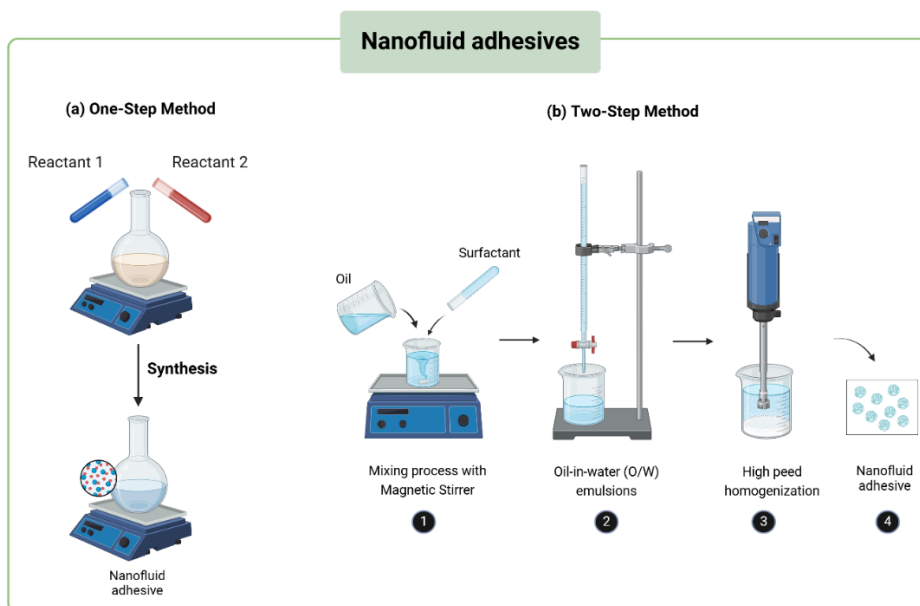 Nanofluid adhesives
(a) One-Step Method
Reactant 1
Reactant 2
Synthesis
Nanofluid
adhesive
(b) Two-Step Method
Oil
Surfactant
Mixing process with
Magnetic Stirrer
1
Oil-in-water (O/W)
emulsions
2
High peed
homogenization
3
Nanofluid
adhesive
4